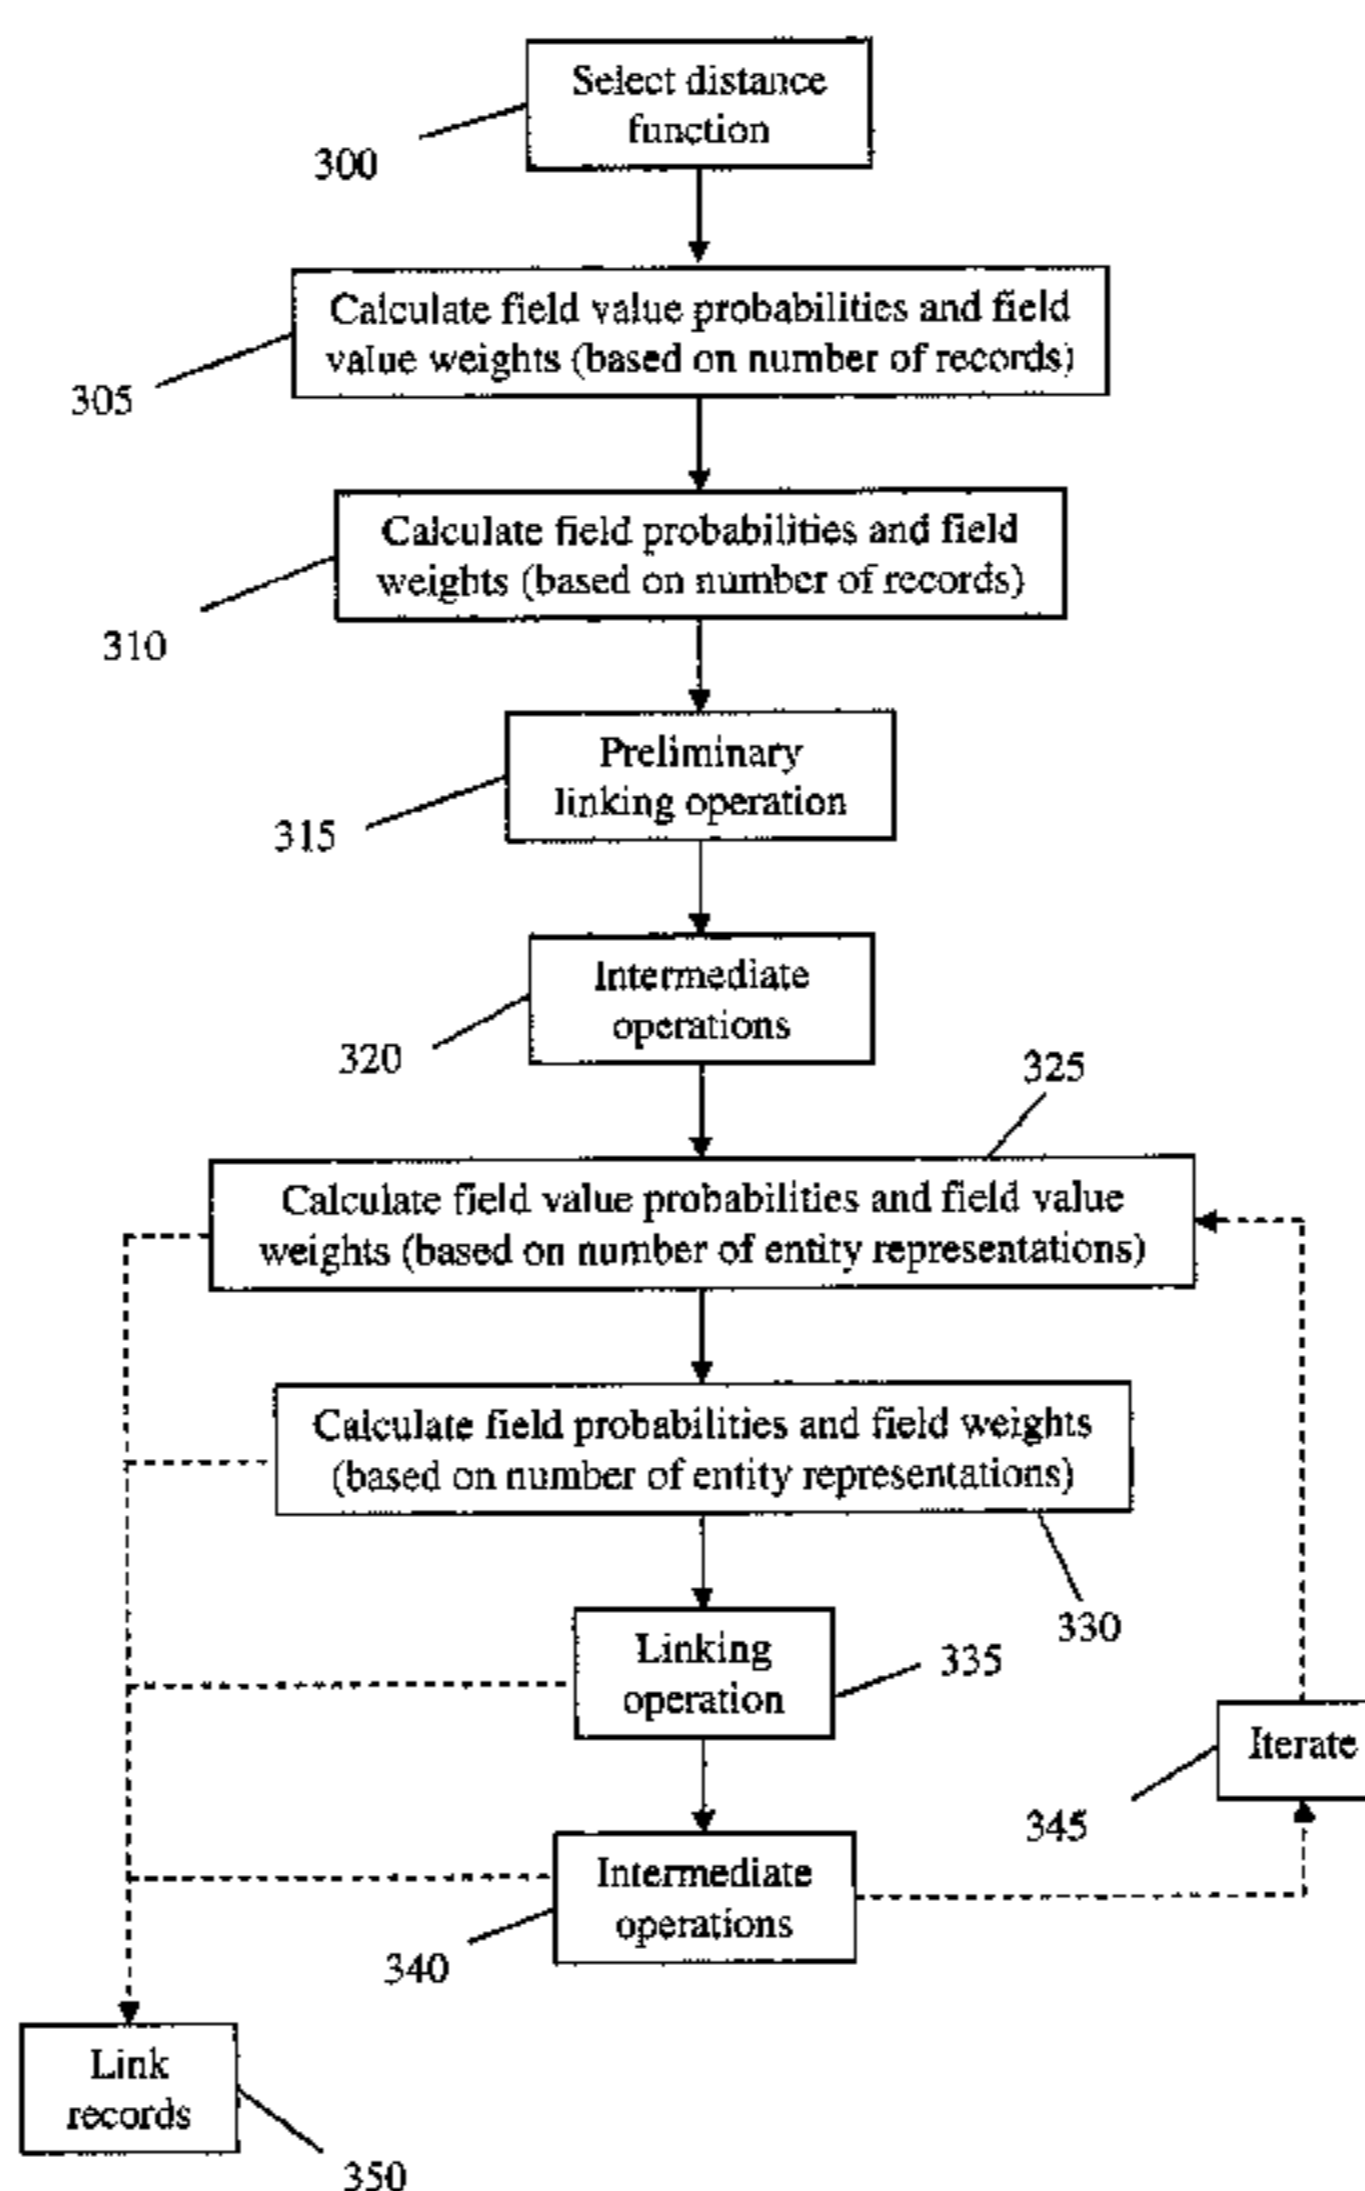 Select distance
function
300
Calculate field value probabilities and field
value weights (based on number of records)
305
Calculate field probabilities and field
weights (based on number of records)
310
Preliminary
linking operation
315
Intermediate
operations
320
325
Calculate field value probabilities and field value
weights (based on number of entity representations)
Calculate field probabilities and field weights
(based on number of entity representations)
330
Linking
operation
335
Iterate
345
Intermediate
operations
340
Link
records
350